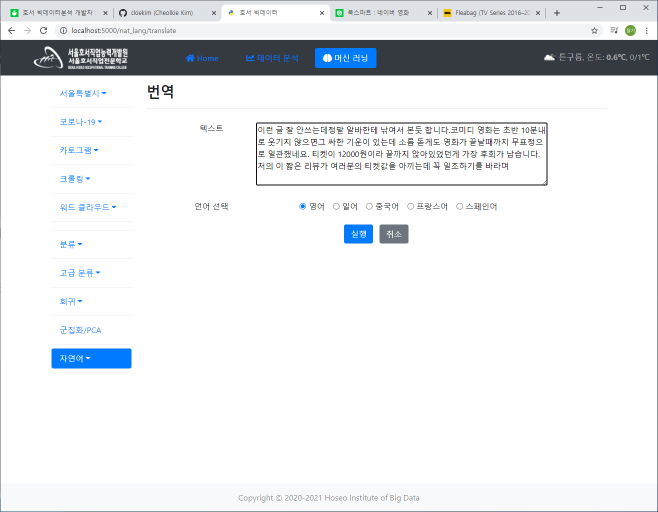 호서 빅데이터분석 개발자
ckiekim (Cheolkie Kim)
호서 빅데이터
폭스파트 : 네이버 영화
Fleabag (TV Series 2016–20
localhost:5000/nat_lang/translate
서울호서직업능력개발원
서울호서직업전문학교
Home
데이터 분석
머신 러닝
튼구름, 온도: 0.6℃, 0/1℃
서울특별시
코로나-19
카토그램
크롤링
워드 클라우드
분류
고급 분류
회귀
군집화/PCA
자연어
번역
텍스트
이런 글 잘 안쓰는데정말 알바한테 낚여서 본듯 합니다.코미디 영화는 초반 10분내
로 웃기지 않으면그 싸한 기운이 있는데 소름 돋게도 영화가 끝날때까지 무표정으
로 일관했네요. 티켓이 12000원이라 끝까지 앉아있었던게 가장 후회가 남습니다.
저의 이 짧은 리뷰가 여러분의 티켓값을 아끼는데 꼭 일조하기를 바라며
언어 선택
영어 일어 중국어 프랑스어 스페인어
실행 취소
Copyright © 2020-2021 Hoseo Institute of Big Data